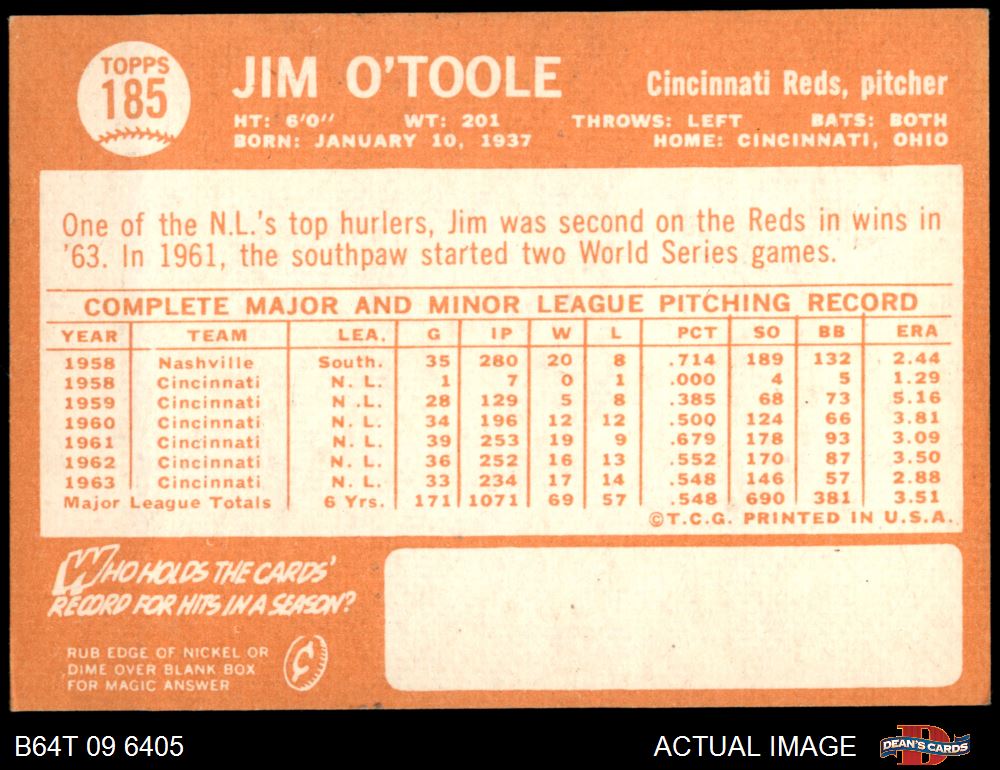 TOPPS
185
JIM O'TOOLE
Cincinnati Reds, pitcher
HT: 6'0" WT: 201 THROWS: LEFT BATS: BOTH
BORN: JANUARY 10, 1937 HOME: CINCINNATI, OHIO
One of the N.L.'s top hurlers, Jim was second on the Reds in wins in
'63. In 1961, the southpaw started two World Series games.
COMPLETE MAJOR AND MINOR LEAGUE PITCHING RECORD
YEAR TEAM LEA. G IP W L PCT SO BB ERA
1958 Nashville South. 35 280 20 8 .714 189 132 2.44
1958 Cincinnati N. L. 1 7 0 1 .000 4 5 1.29
1959 Cincinnati N .L. 28 129 5 8 .385 68 73 5.16
1960 Cincinnati N. L. 34 196 12 12 .500 124 66 3.81
1961 Cincinnati N. L. 39 253 19 9 .679 178 93 3.09
1962 Cincinnati N. L. 36 252 16 13 .552 170 87 3.50
1963 Cincinnati N. L. 33 234 17 14 .548 146 57 2.88
Major League Totals 6 Yrs. 171 1071 69 57 .548 690 381 3.51
©T.C.G. PRINTED IN U.S.A.
WHO HOLDS THE CARDS'
RECORD FOR HITS IN A SEASON?
RUB EDGE OF NICKEL OR
DIME OVER BLANK BOX
FOR MAGIC ANSWER
¢
B64T 09 6405
ACTUAL IMAGE
D
DEAN'S CARDS